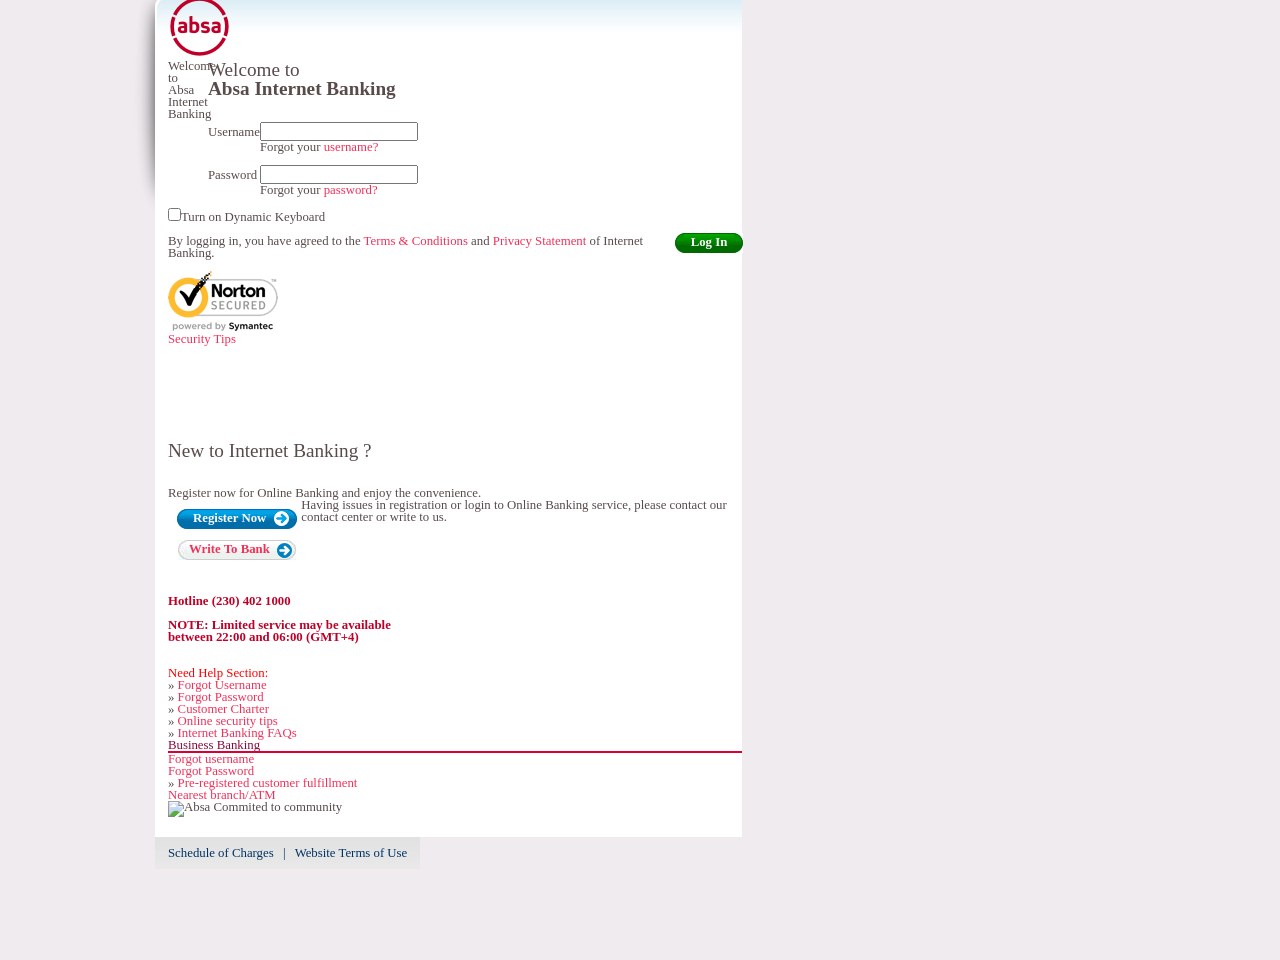 absa
Welcome
to
Absa
Internet
Banking
Welcome to
Absa Internet Banking
Username
Forgot your username?
Password
Forgot your password?
Turn on Dynamic Keyboard
By logging in, you have agreed to the Terms & Conditions and Privacy Statement of Internet
Banking.
Log In
Norton
SECURED
™
powered by Symantec
Security Tips
New to Internet Banking ?
Register now for Online Banking and enjoy the convenience.
Register Now
Having issues in registration or login to Online Banking service, please contact our
contact center or write to us.
Write To Bank
Hotline (230) 402 1000
NOTE: Limited service may be available
between 22:00 and 06:00 (GMT+4)
Need Help Section:
» Forgot Username
» Forgot Password
» Customer Charter
» Online security tips
» Internet Banking FAQs
Business Banking
Forgot username
Forgot Password
» Pre-registered customer fulfillment
Nearest branch/ATM
Absa Commited to community
Schedule of Charges | Website Terms of Use